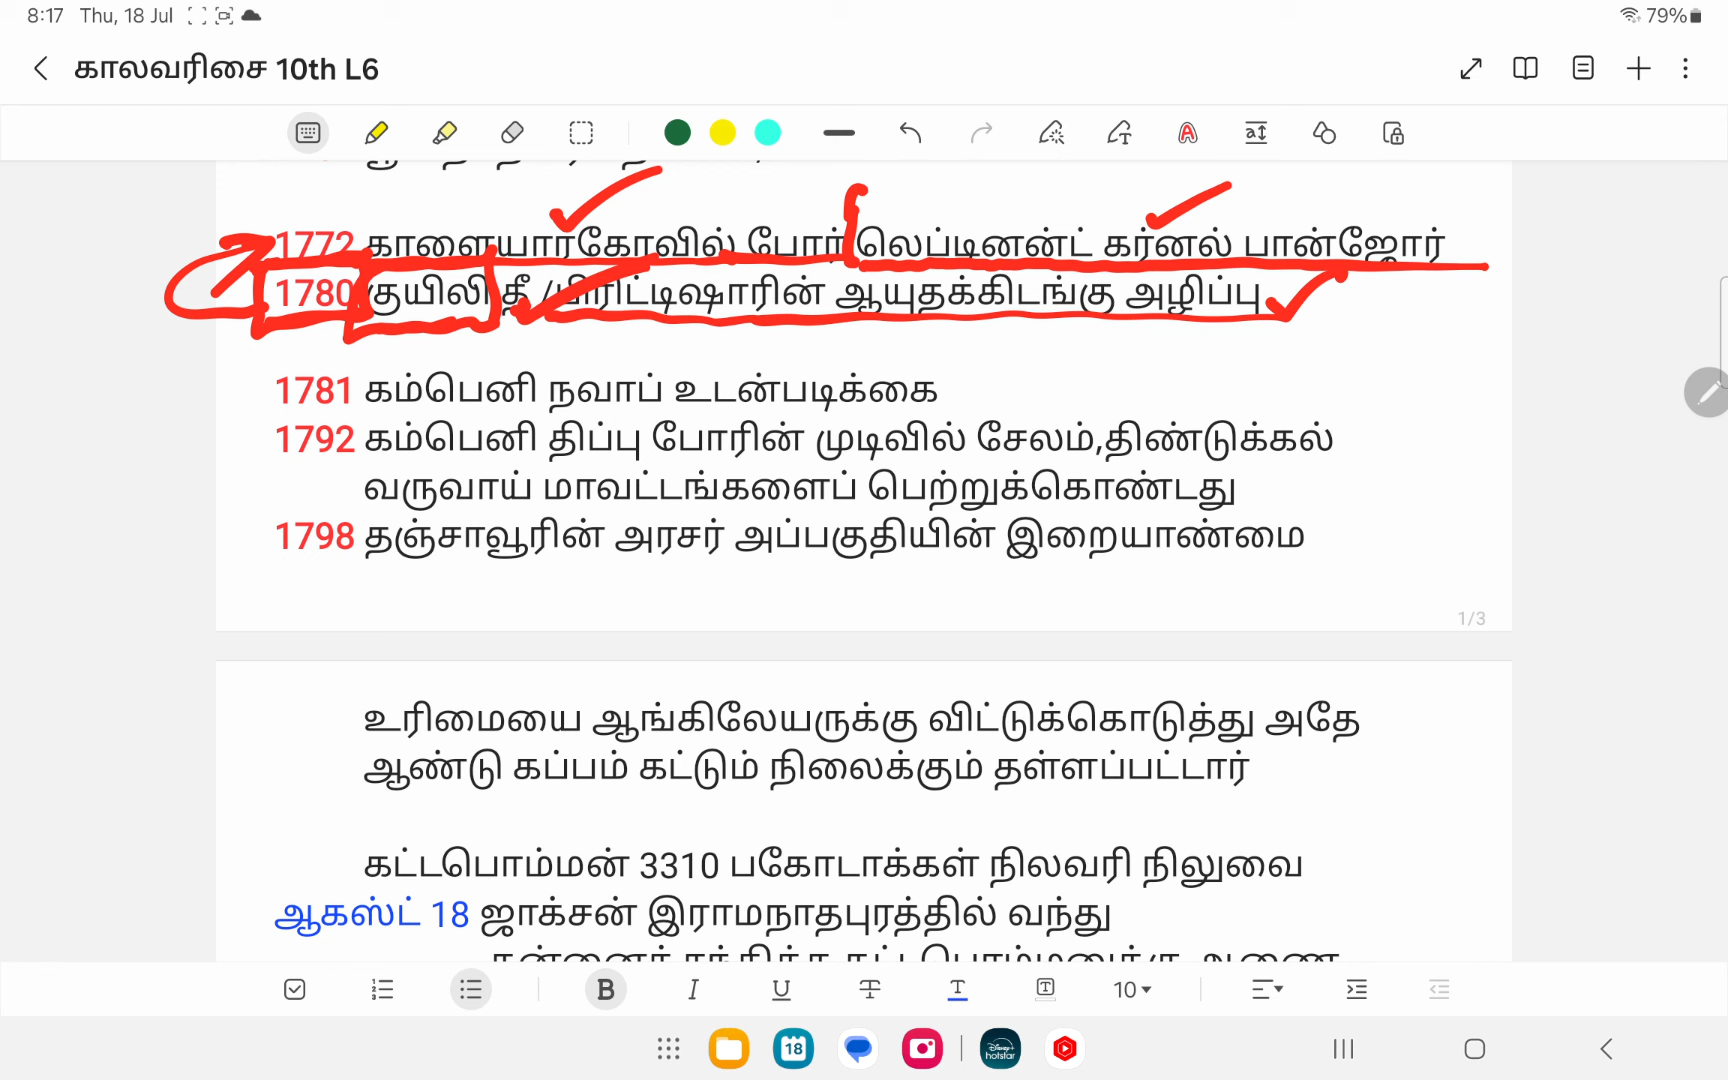 8:17 Thu, 18 Jul 79%
காலவரிசை 10th L6
1772 காளையார்கோவில் போர் லெப்டினன்ட் கர்னல் பான்ஜோர்
1780 குயிலி தீ /பிரிட்டிஷாரின் ஆயுதக்கிடங்கு அழிப்பு
1781 கம்பெனி நவாப் உடன்படிக்கை
1792 கம்பெனி திப்பு போரின் முடிவில் சேலம்,திண்டுக்கல்
வருவாய் மாவட்டங்களைப் பெற்றுக்கொண்டது
1798 தஞ்சாவூரின் அரசர் அப்பகுதியின் இறையாண்மை
1/3
உரிமையை ஆங்கிலேயருக்கு விட்டுக்கொடுத்து அதே
ஆண்டு கப்பம் கட்டும் நிலைக்கும் தள்ளப்பட்டார்
கட்டபொம்மன் 3310 பகோடாக்கள் நிலவரி நிலுவை
ஆகஸ்ட் 18 ஜாக்சன் இராமநாதபுரத்தில் வந்து
B I U T T T 10
18 Disney+ hotstar